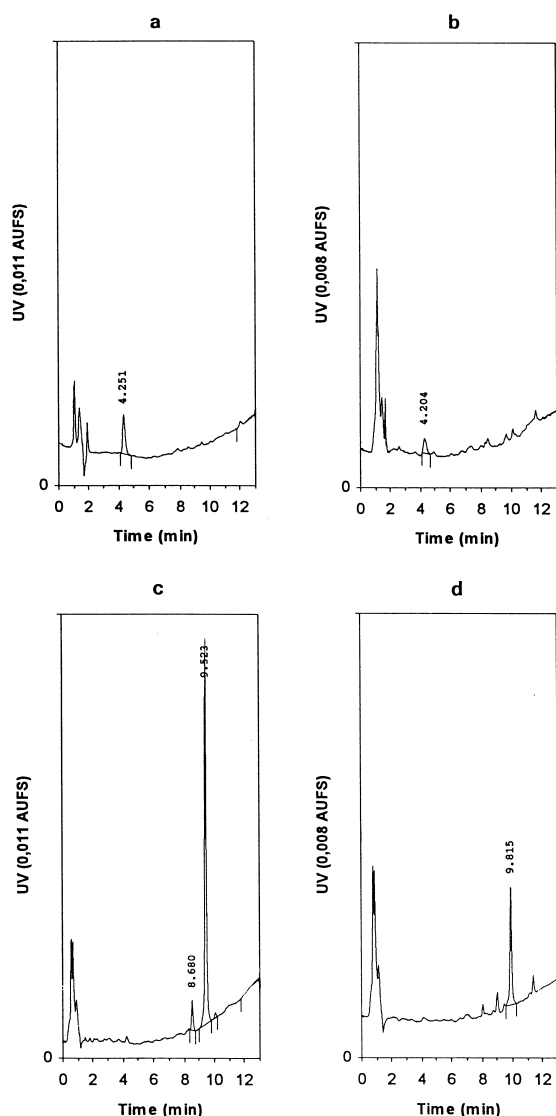 a
UV (0,011 AUFS)
4.251
0
0 2 4 6 8 10 12
Time (min)
b
UV (0,008 AUFS)
4.204
0
0 2 4 6 8 10 12
Time (min)
c
UV (0,011 AUFS)
8.680
9.523
0
0 2 4 6 8 10 12
Time (min)
d
UV (0,008 AUFS)
9.815
0
0 2 4 6 8 10 12
Time (min)